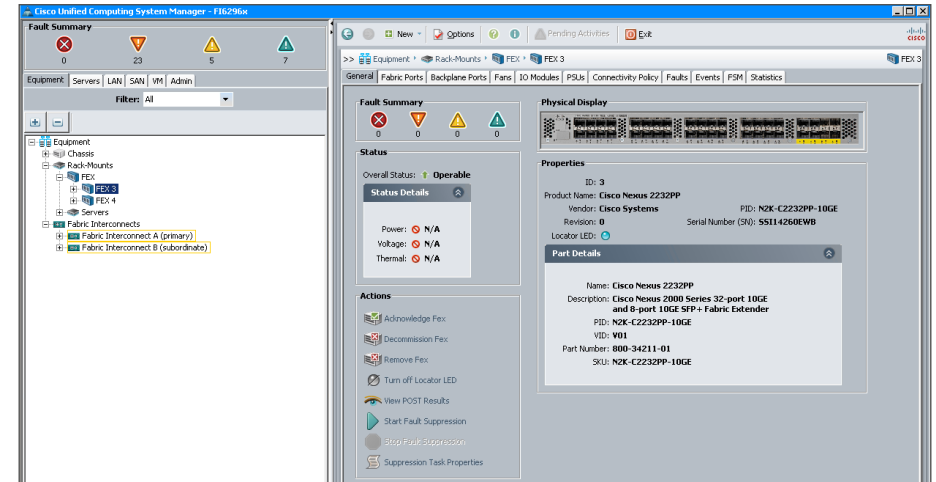 Cisco Unified Computing System Manager - FI6296x
Fault Summary
0 23 5 7
Equipment Servers LAN SAN VM Admin
Filter: All
Equipment
Chassis
Rack-Mounts
FEX
FEX 3
FEX 4
Servers
Fabric Interconnects
Fabric Interconnect A (primary)
Fabric Interconnect B (subordinate)
New Options Pending Activities Exit
CISCO
>> Equipment Rack-Mounts FEX FEX 3
FEX 3
General Fabric Ports Backplane Ports Fans IO Modules PSUs Connectivity Policy Faults Events FSM Statistics
Fault Summary
0 0 0 0
Status
Overall Status: Operable
Status Details
Power: N/A
Voltage: N/A
Thermal: N/A
Actions
Acknowledge Fex
Decommission Fex
Remove Fex
Turn off Locator LED
View POST Results
Start Fault Suppression
Stop Fault Suppression
Suppression Task Properties
Physical Display
Properties
ID: 3
Product Name: Cisco Nexus 2232PP
Vendor: Cisco Systems PID: N2K-C2232PP-10GE
Revision: 0 Serial Number (SN): SSI14260EWB
Locator LED:
Part Details
Name: Cisco Nexus 2232PP
Description: Cisco Nexus 2000 Series 32-port 10GE
and 8-port 10GE SFP+ Fabric Extender
PID: N2K-C2232PP-10GE
VID: V01
Part Number: 800-34211-01
SKU: N2K-C2232PP-10GE